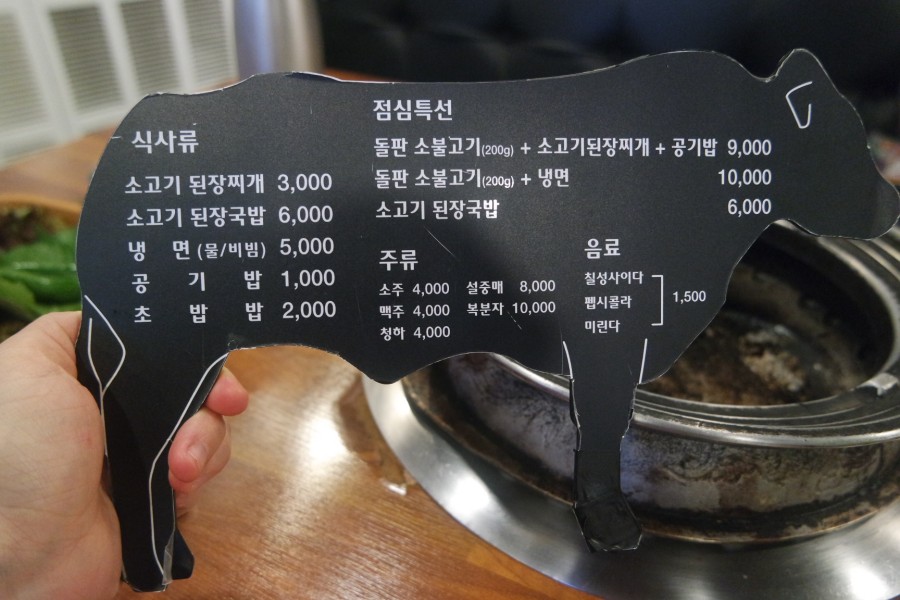 식사류
소고기 된장찌개 3,000
소고기 된장국밥 6,000
냉 면 (물/비빔) 5,000
공 기 밥 1,000
초 밥 밥 2,000
점심특선
돌판 소불고기(200g) + 소고기된장찌개 + 공기밥 9,000
돌판 소불고기(200g) + 냉면 10,000
소고기 된장국밥 6,000
주류
소주 4,000 설중매 8,000
맥주 4,000 복분자 10,000
청하 4,000
음료
칠성사이다
펩시콜라 1,500
미린다